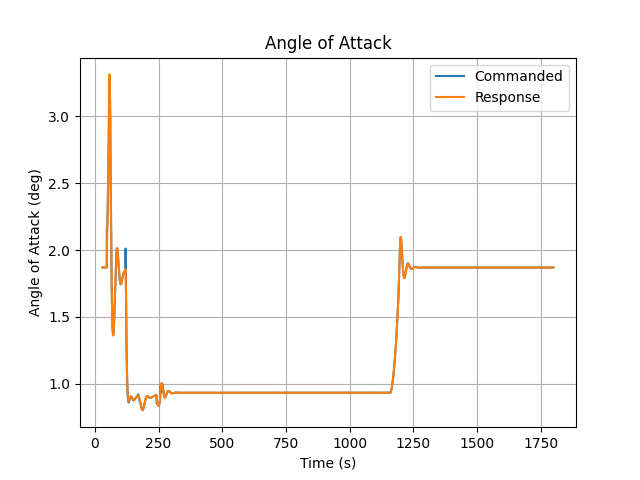 Angle of Attack
Commanded
Response
Angle of Attack (deg)
3.0
2.5
2.0
1.5
1.0
0 250 500 750 1000 1250 1500 1750
Time (s)